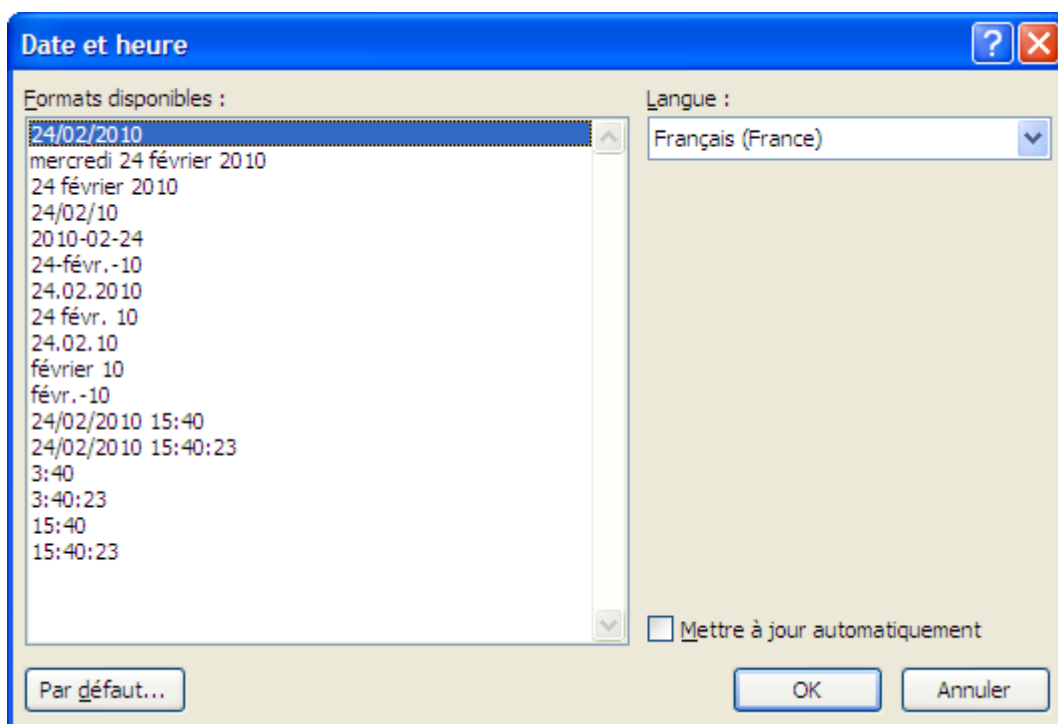 Date et heure
Formats disponibles :
24/02/2010
mercredi 24 février 2010
24 février 2010
24/02/10
2010-02-24
24-févr.-10
24.02.2010
24 févr. 10
24.02.10
février 10
févr.-10
24/02/2010 15:40
24/02/2010 15:40:23
3:40
3:40:23
15:40
15:40:23
Langue :
Français (France)
Mettre à jour automatiquement
Par défaut...
OK
Annuler